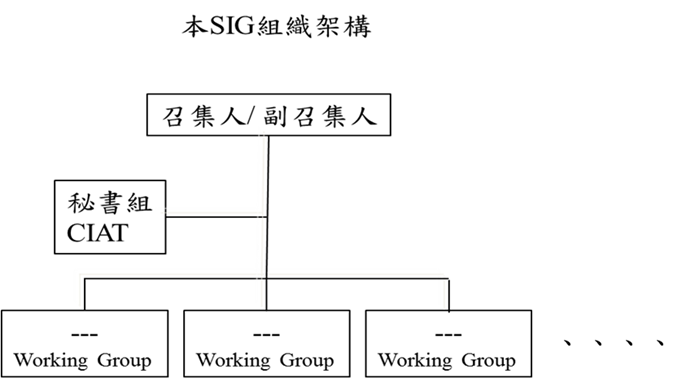 本SIG組織架構
召集人/ 副召集人
秘書組
CIAT
---
Working Group
---
Working Group
---
Working Group
、、、、